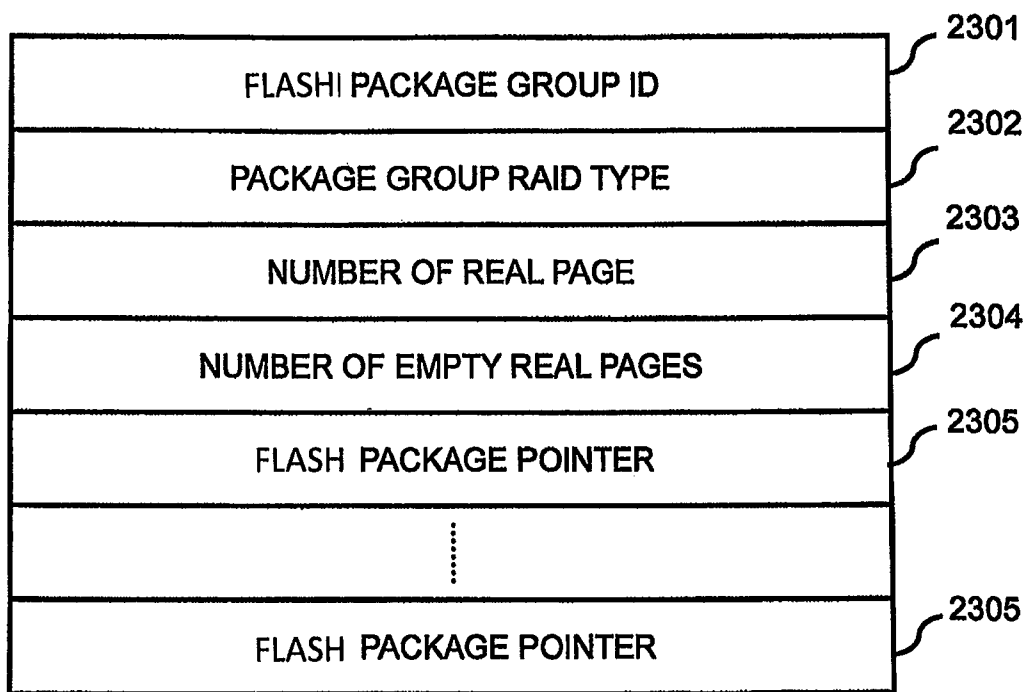 2301
FLASHI PACKAGE GROUP ID
2302
PACKAGE GROUP RAID TYPE
2303
NUMBER OF REAL PAGE
2304
NUMBER OF EMPTY REAL PAGES
2305
FLASH PACKAGE POINTER
2305
FLASH PACKAGE POINTER